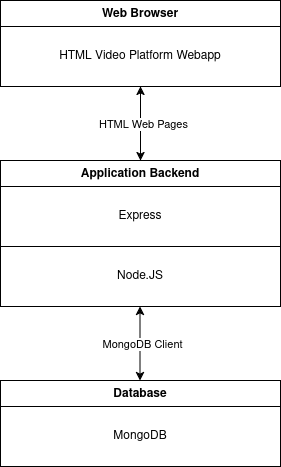 Web Browser
HTML Video Platform Webapp
HTML Web Pages
Application Backend
Express
Node.JS
MongoDB Client
Database
MongoDB